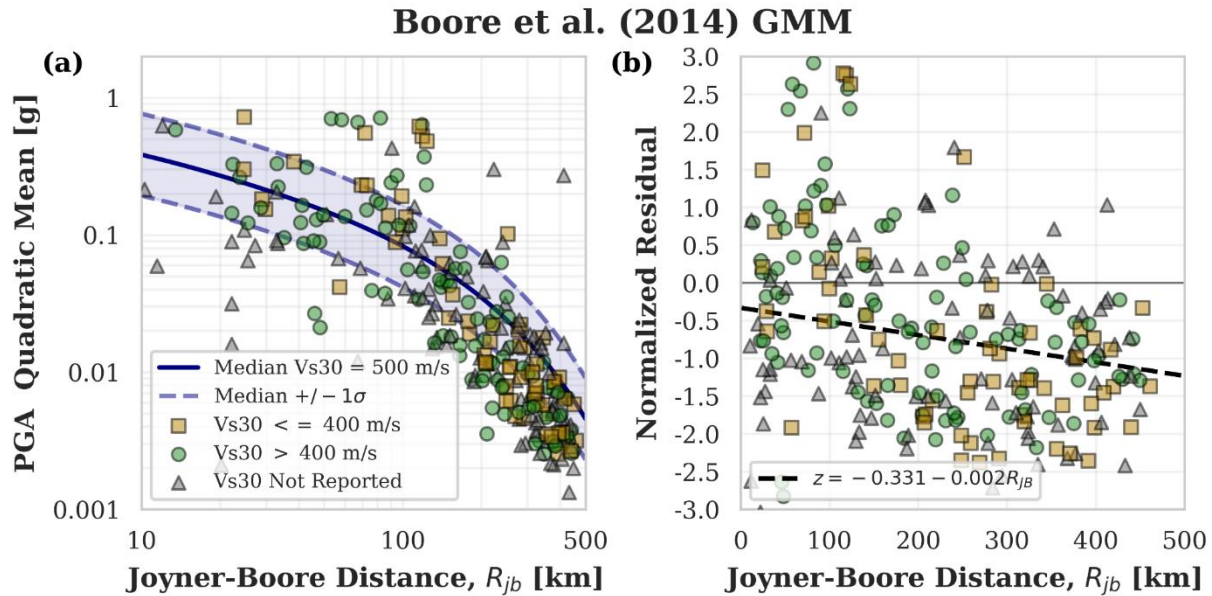 Boore et al. (2014) GMM
(a)
PGA Quadratic Mean [g]
1
0.1
0.01
0.001
Median Vs30 = 500 m/s
Median +/− 1σ
Vs30 <= 400 m/s
Vs30 > 400 m/s
Vs30 Not Reported
10
100
500
Joyner-Boore Distance, R_jb [km]
(b)
Normalized Residual
3.0
2.5
2.0
1.5
1.0
0.5
0.0
-0.5
-1.0
-1.5
-2.0
-2.5
-3.0
z = −0.331 − 0.002R_JB
0
100
200
300
400
500
Joyner-Boore Distance, R_jb [km]